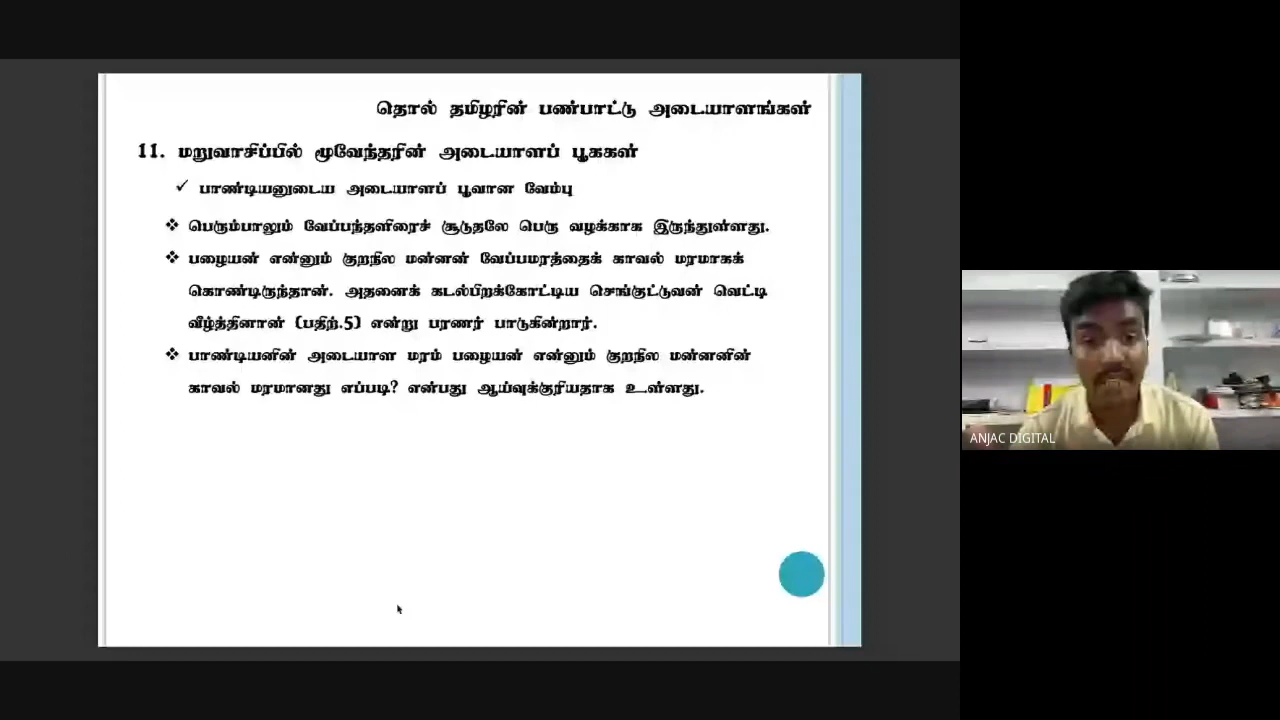 தொல் தமிழரின் பண்பாட்டு அடையாளங்கள்
11. மறுவாசிப்பில் மூவேந்தரின் அடையாளப் பூககள்
✓ பாண்டியனுடைய அடையாளப் பூவான வேம்பு
❖ பெரும்பாலும் வேப்பந்தளிரைச் சூடுதலே பெரு வழக்காக இருந்துள்ளது.
❖ பழையன் என்னும் குறநில மன்னன் வேப்பமரத்தைக் காவல் மரமாகக்
கொண்டிருந்தான். அதனைக் கடல்பிறக்கோட்டிய செங்குட்டுவன் வெட்டி
வீழ்த்தினான் (பதிற்.5) என்று பரணர் பாடுகின்றார்.
❖ பாண்டியனின் அடையாள மரம் பழையன் என்னும் குறநில மன்னனின்
காவல் மரமானது எப்படி? என்பது ஆய்வுக்குரியதாக உள்ளது.
ANJAC DIGITAL